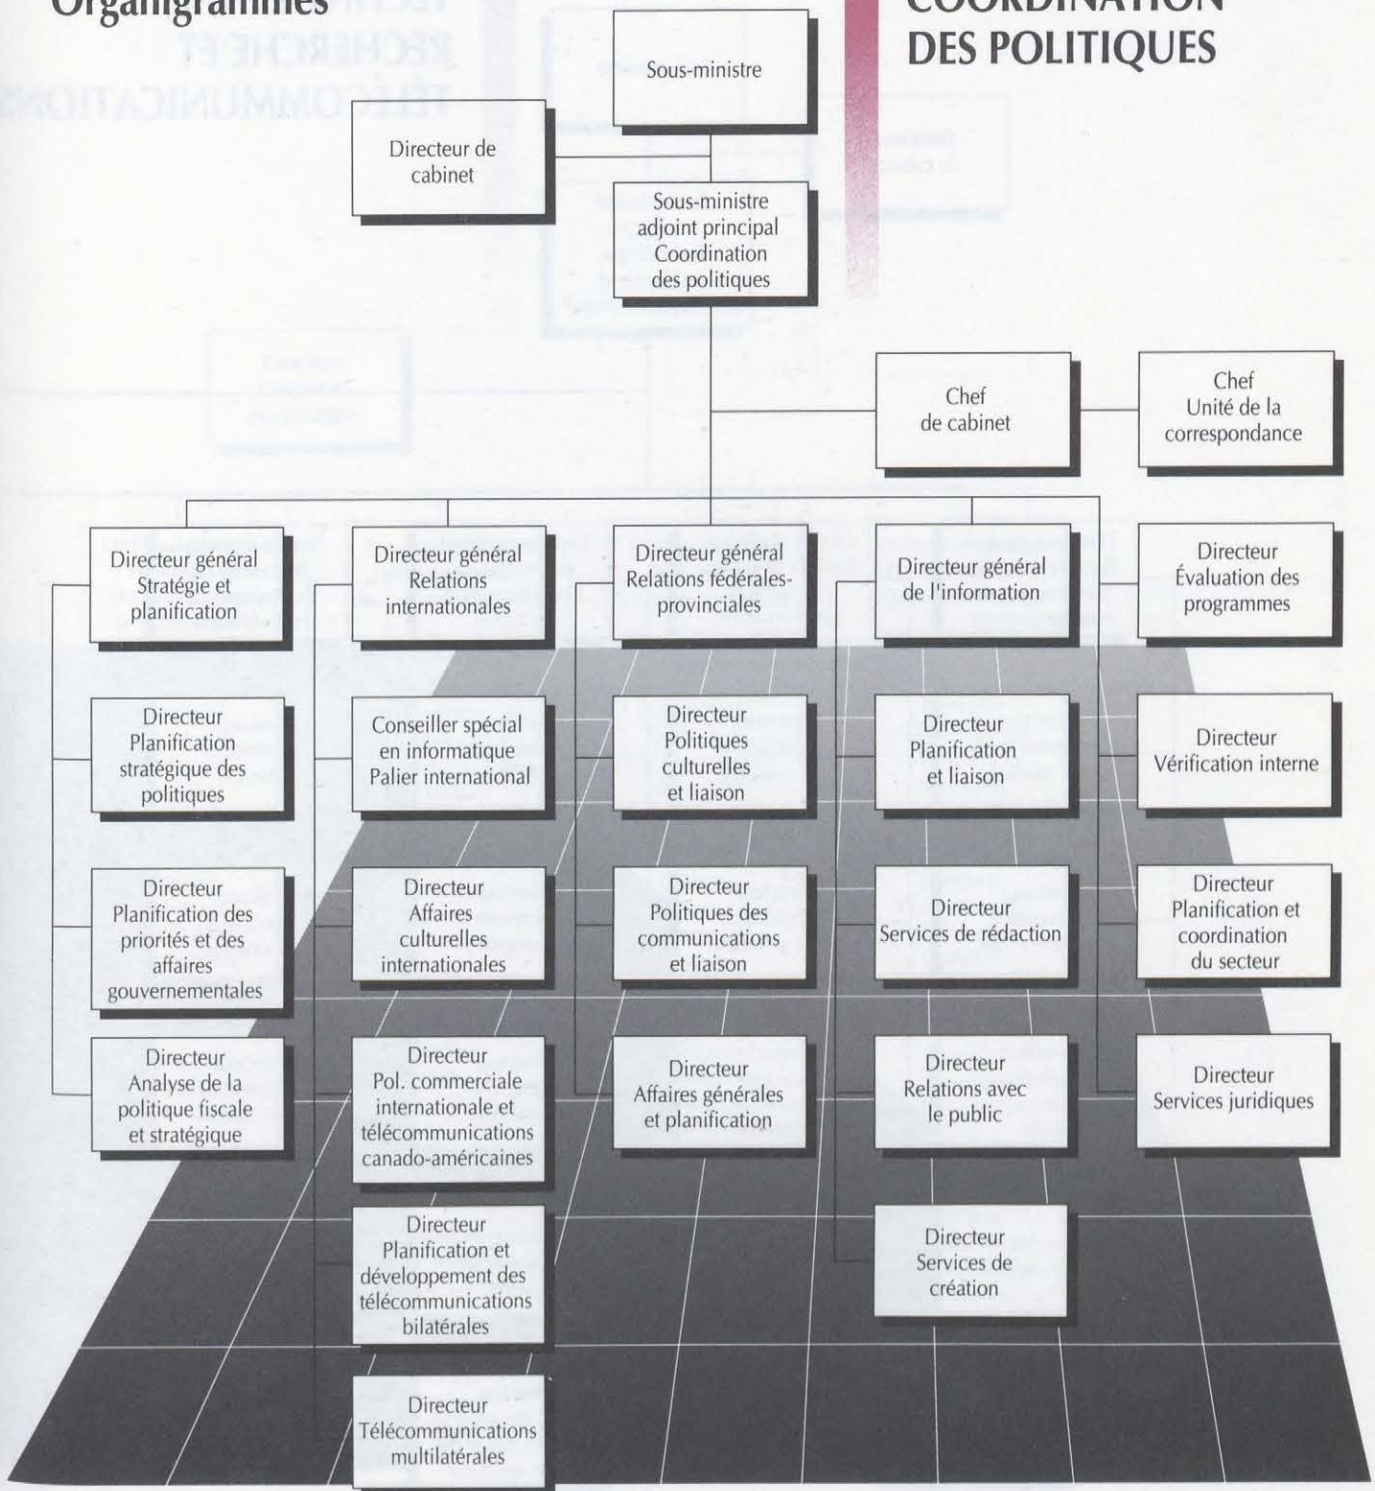 Organigrammes
COORDINATION
DES POLITIQUES
Sous-ministre
Directeur de
cabinet
Sous-ministre
adjoint principal
Coordination
des politiques
Chef
de cabinet
Chef
Unité de la
correspondance
Directeur général
Stratégie et
planification
Directeur
Planification
stratégique des
politiques
Directeur
Planification des
priorités et des
affaires
gouvernementales
Directeur
Analyse de la
politique fiscale
et stratégique
Directeur général
Relations
internationales
Conseiller spécial
en informatique
Palier international
Directeur
Affaires
culturelles
internationales
Directeur
Pol. commerciale
internationale et
télécommunications
canado-américaines
Directeur
Planification et
développement des
télécommunications
bilatérales
Directeur
Télécommunications
multilatérales
Directeur général
Relations fédérales-
provinciales
Directeur
Politiques
culturelles
et liaison
Directeur
Politiques des
communications
et liaison
Directeur
Affaires générales
et planification
Directeur général
de l'information
Directeur
Planification
et liaison
Directeur
Services de rédaction
Directeur
Relations avec
le public
Directeur
Services de
création
Directeur
Évaluation des
programmes
Directeur
Vérification interne
Directeur
Planification et
coordination
du secteur
Directeur
Services juridiques
RECHERCHE ET
TÉLÉCOMMUNICATIONS